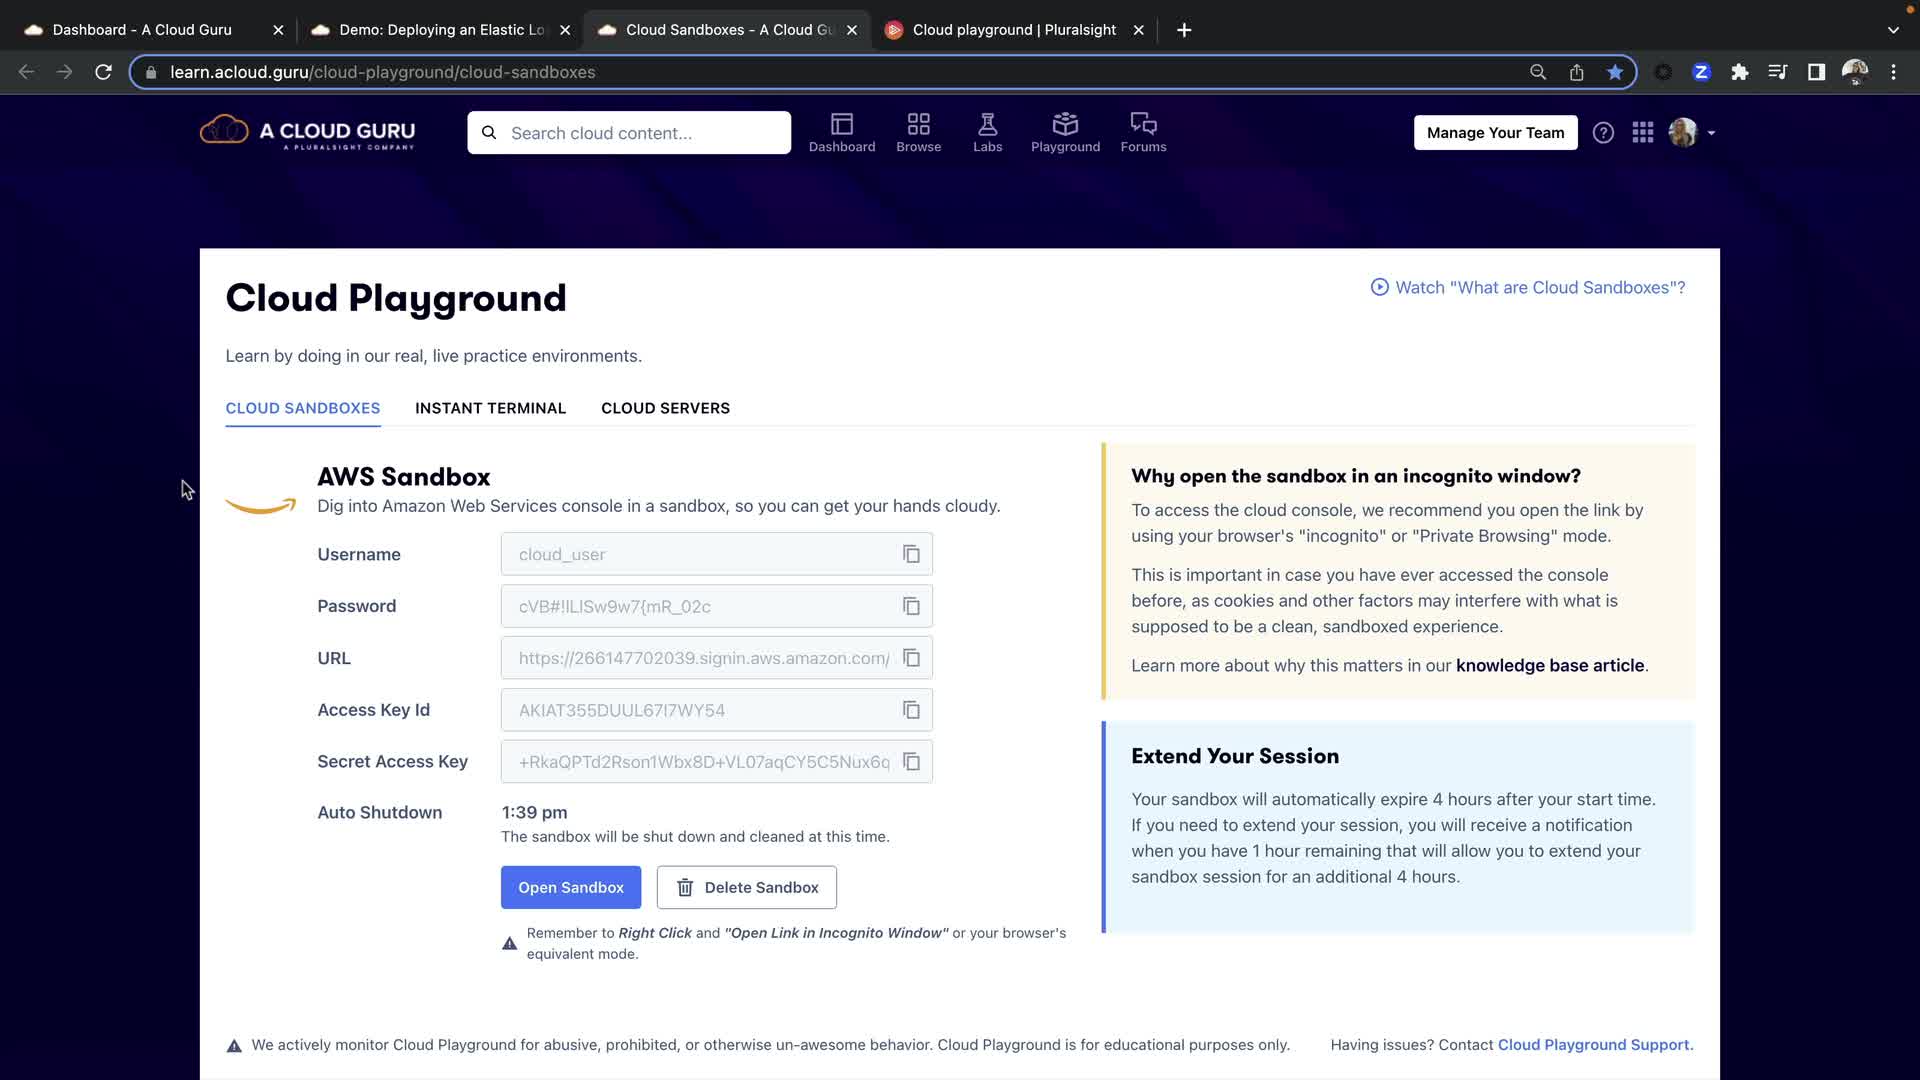 Dashboard - A Cloud Guru
Demo: Deploying an Elastic Lo
Cloud Sandboxes - A Cloud Gu
Cloud playground | Pluralsight
learn.acloud.guru/cloud-playground/cloud-sandboxes
Z
A CLOUD GURU
A PLURALSIGHT COMPANY
Search cloud content...
Dashboard
Browse
Labs
Playground
Forums
Manage Your Team
Cloud Playground
Watch "What are Cloud Sandboxes"?
Learn by doing in our real, live practice environments.
CLOUD SANDBOXES
INSTANT TERMINAL
CLOUD SERVERS
AWS Sandbox
Dig into Amazon Web Services console in a sandbox, so you can get your hands cloudy.
Username
cloud_user
Password
cVB#!ILISw9w7{mR_02c
URL
https://266147702039.signin.aws.amazon.com/
Access Key Id
AKIAT355DUUL67I7WY54
Secret Access Key
+RkaQPTd2Rson1Wbx8D+VL07aqCY5C5Nux6q
Auto Shutdown
1:39 pm
The sandbox will be shut down and cleaned at this time.
Open Sandbox
Delete Sandbox
Remember to Right Click and "Open Link in Incognito Window" or your browser's
equivalent mode.
Why open the sandbox in an incognito window?
To access the cloud console, we recommend you open the link by
using your browser's "incognito" or "Private Browsing" mode.
This is important in case you have ever accessed the console
before, as cookies and other factors may interfere with what is
supposed to be a clean, sandboxed experience.
Learn more about why this matters in our knowledge base article.
Extend Your Session
Your sandbox will automatically expire 4 hours after your start time.
If you need to extend your session, you will receive a notification
when you have 1 hour remaining that will allow you to extend your
sandbox session for an additional 4 hours.
We actively monitor Cloud Playground for abusive, prohibited, or otherwise un-awesome behavior. Cloud Playground is for educational purposes only.
Having issues? Contact Cloud Playground Support.